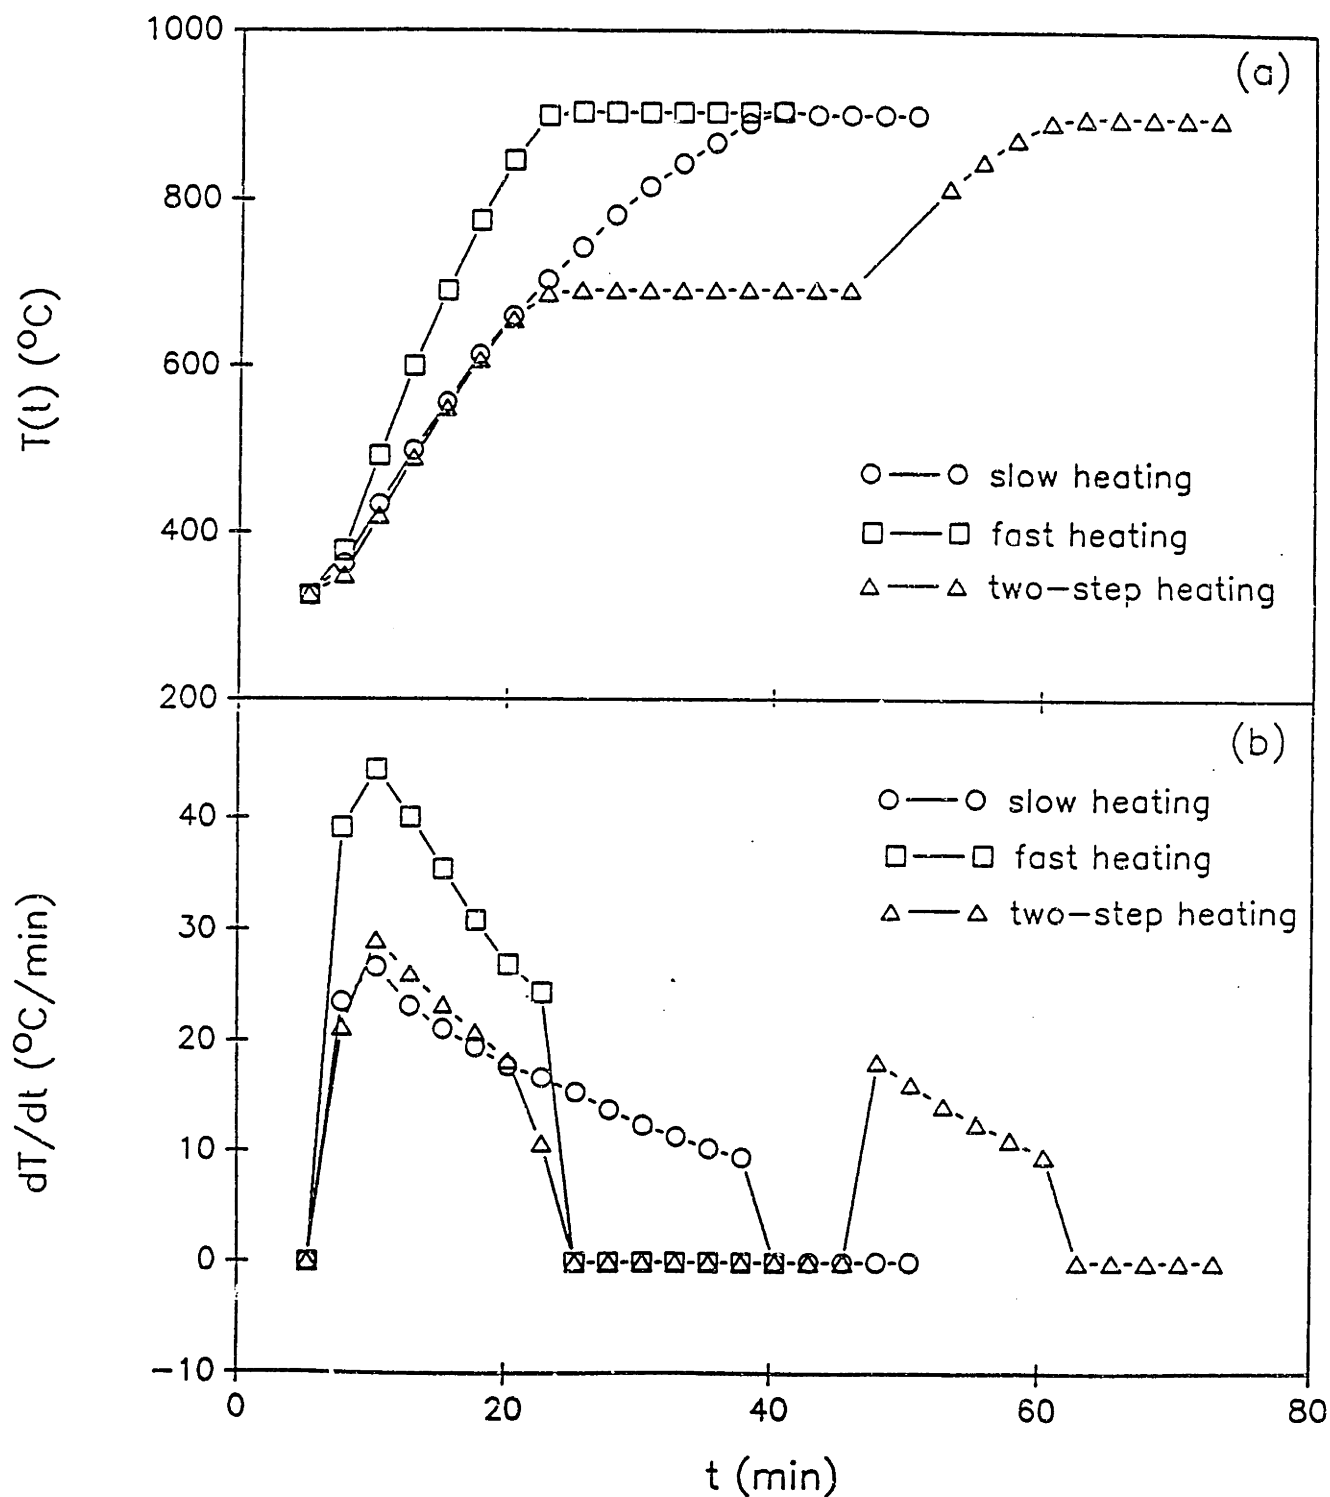 1000
800
600
400
200
T(t) (°C)
(a)
slow heating
fast heating
two-step heating
(b)
slow heating
fast heating
two-step heating
40
30
20
10
0
-10
dT/dt (°C/min)
0
20
40
60
80
t (min)